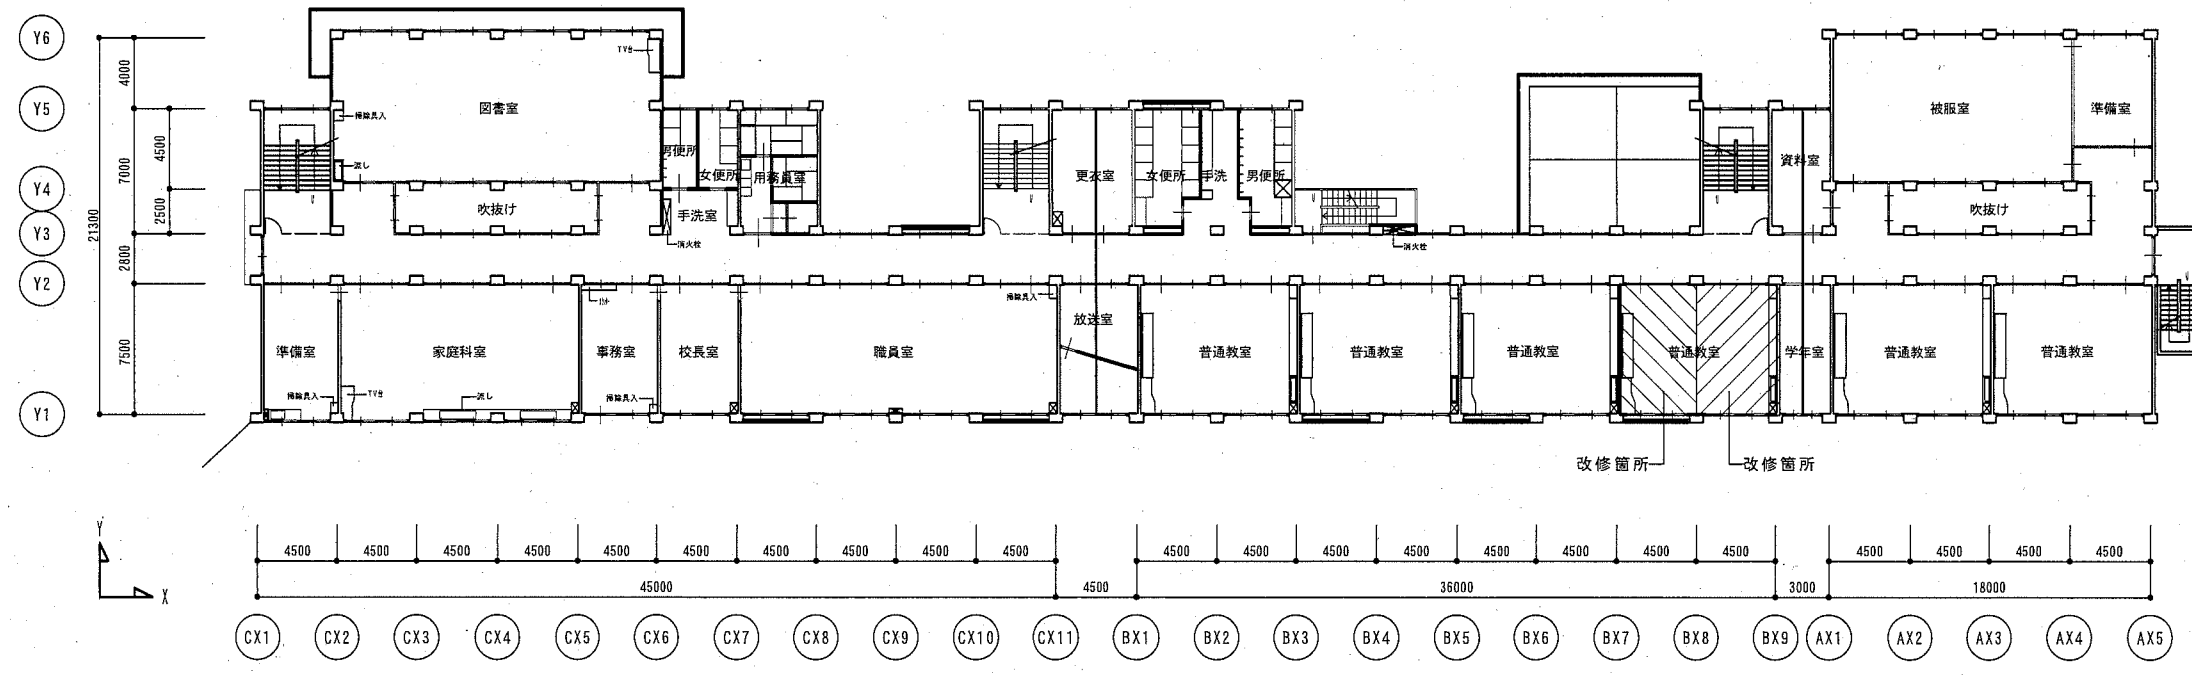 Y6
Y5
Y4
Y3
Y2
Y1
4000
7000
4500
2500
21300
2800
7500
図書室
TV台
掃除具入
流し
吹抜け
男便所
女便所
用務員室
手洗室
消火栓
更衣室
女便所
手洗
男便所
消火栓
資料室
被服室
準備室
吹抜け
準備室
掃除具入
家庭科室
TV台
流し
事務室
掃除具入
校長室
職員室
掃除具入
放送室
普通教室
普通教室
普通教室
普通教室
学年室
普通教室
普通教室
改修箇所
改修箇所
Y
X
4500 4500 4500 4500 4500 4500 4500 4500 4500 4500 4500 4500 4500 4500 4500 4500 4500 4500 4500 4500 4500 4500
45000 4500 36000 3000 18000
CX1 CX2 CX3 CX4 CX5 CX6 CX7 CX8 CX9 CX10 CX11 BX1 BX2 BX3 BX4 BX5 BX6 BX7 BX8 BX9 AX1 AX2 AX3 AX4 AX5